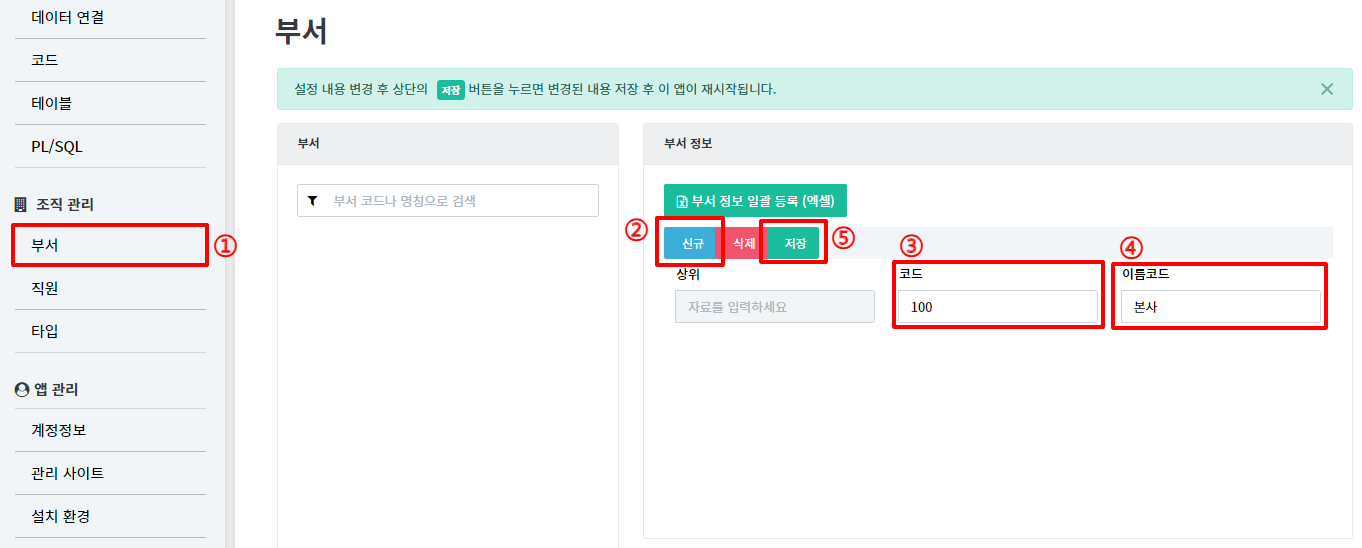 데이터 연결
코드
테이블
PL/SQL
조직 관리
부서 ①
직원
타입
앱 관리
계정정보
관리 사이트
설치 환경
부서
설정 내용 변경 후 상단의 저장 버튼을 누르면 변경된 내용 저장 후 이 앱이 재시작됩니다. ×
부서
부서 코드나 명칭으로 검색
부서 정보
부서 정보 일괄 등록 (엑셀)
② 신규 삭제 저장 ⑤ ③ ④
상위 코드 이름코드
자료를 입력하세요 100 본사